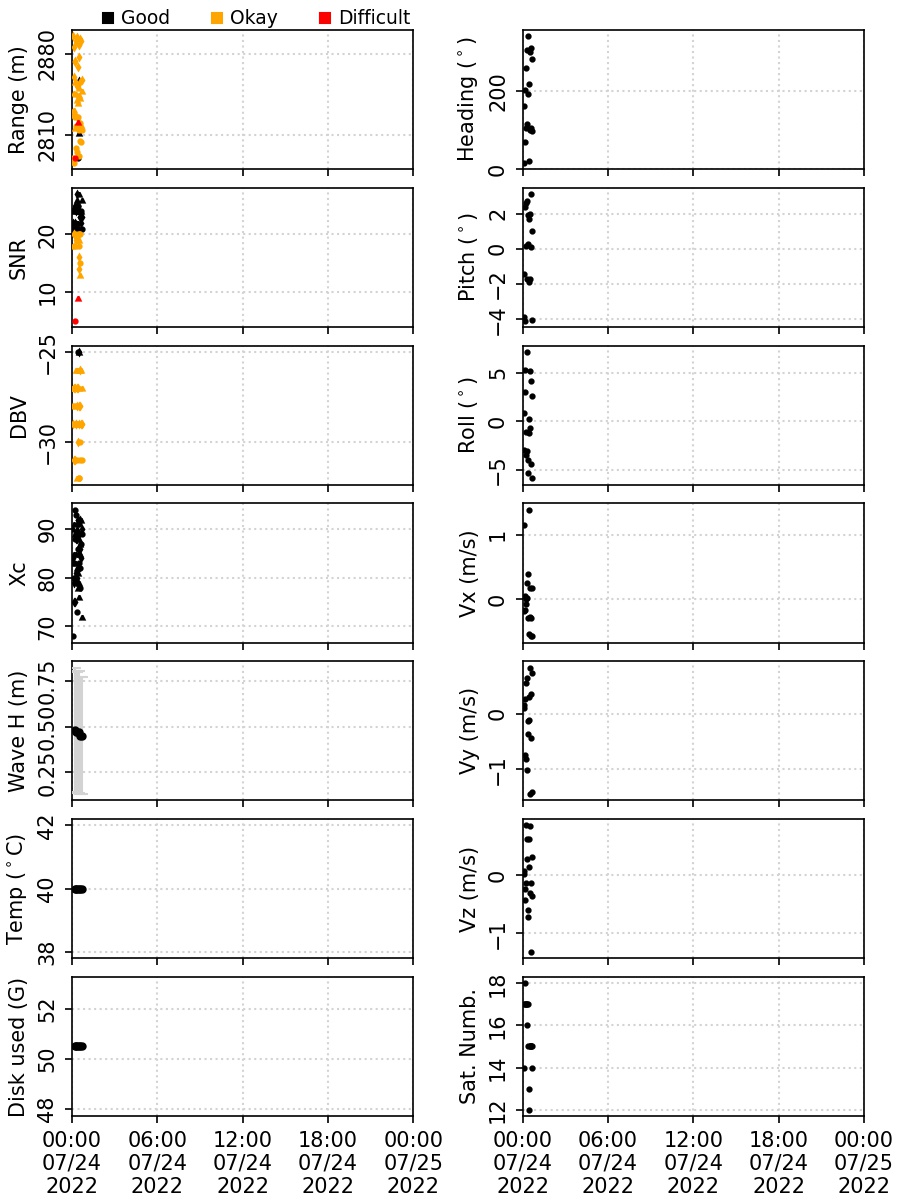 Good Okay Difficult
Range (m)
2880
2810
Heading (°)
200
0
SNR
20
10
Pitch (°)
2
0
−2
−4
DBV
−25
−30
Roll (°)
5
0
−5
Xc
90
80
70
Vx (m/s)
1
0
Wave H (m)
0.75
0.50
0.25
Vy (m/s)
0
−1
Temp (°C)
42
40
38
Vz (m/s)
0
−1
Disk used (G)
52
50
48
Sat. Numb.
18
16
14
12
00:00 06:00 12:00 18:00 00:00
07/24 07/24 07/24 07/24 07/25
2022 2022 2022 2022 2022
00:00 06:00 12:00 18:00 00:00
07/24 07/24 07/24 07/24 07/25
2022 2022 2022 2022 2022